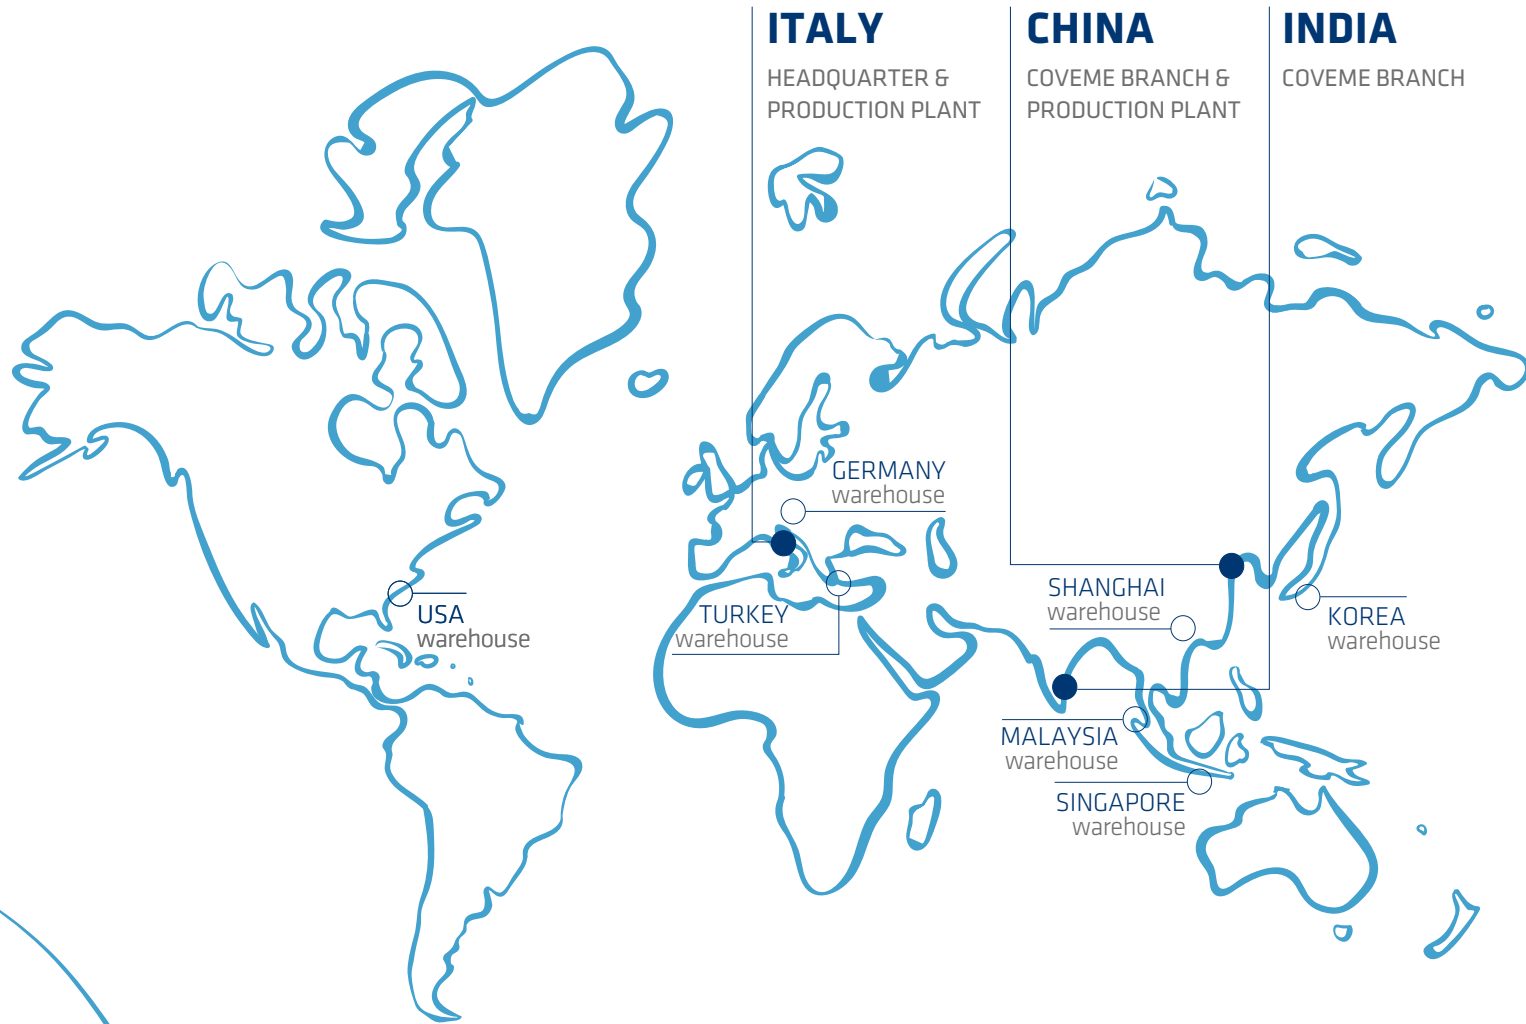 ITALY
HEADQUARTER &
PRODUCTION PLANT
CHINA
COVEME BRANCH &
PRODUCTION PLANT
INDIA
COVEME BRANCH
GERMANY
warehouse
USA
warehouse
TURKEY
warehouse
SHANGHAI
warehouse
KOREA
warehouse
MALAYSIA
warehouse
SINGAPORE
warehouse